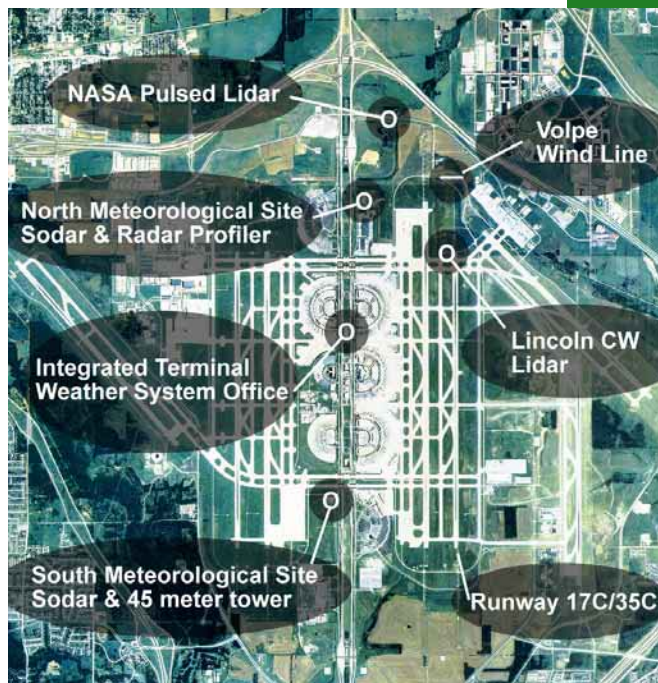 NASA Pulsed Lidar
Volpe
Wind Line
North Meteorological Site
Sodar & Radar Profiler
Lincoln CW
Lidar
Integrated Terminal
Weather System Office
South Meteorological Site
Sodar & 45 meter tower
Runway 17C/35C